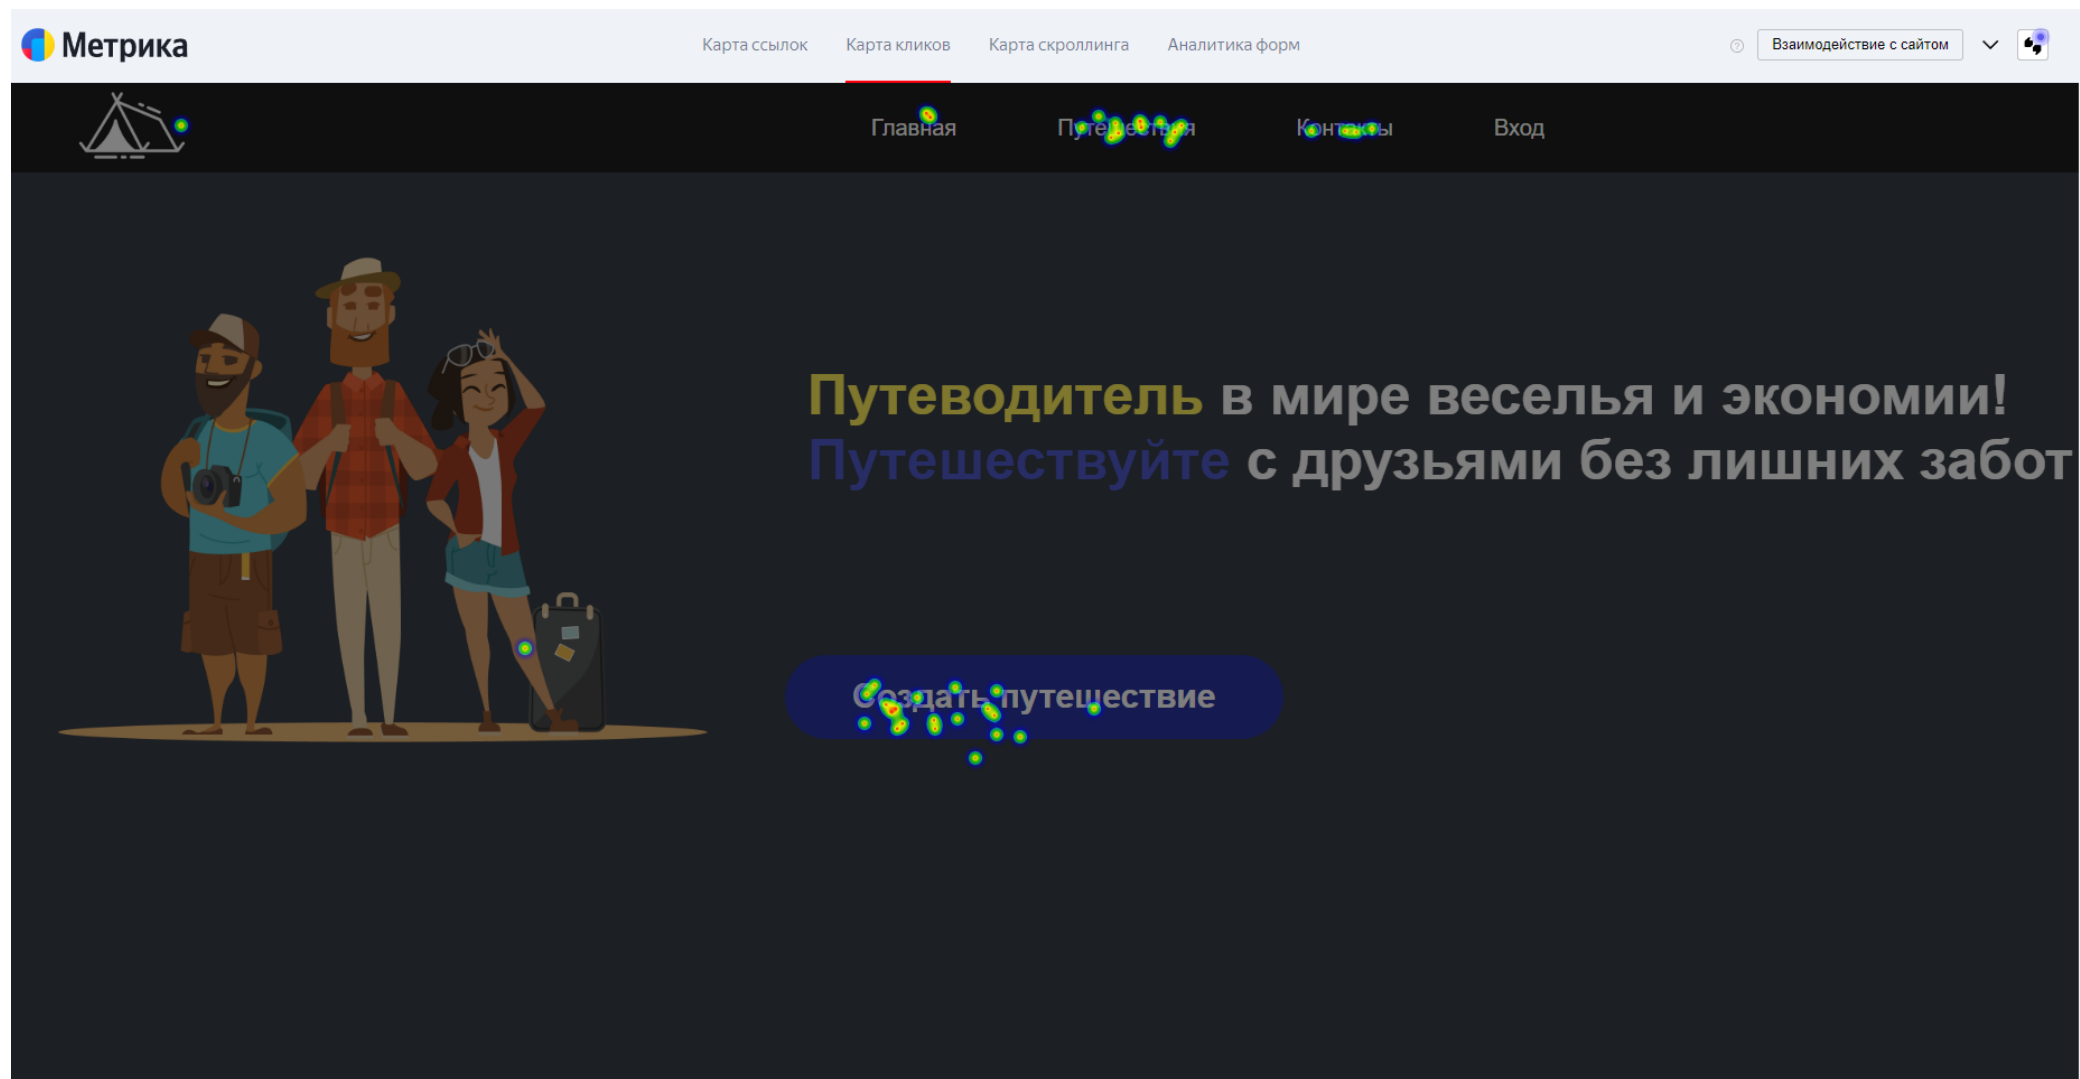 Метрика
Карта ссылок Карта кликов Карта скроллинга Аналитика форм
Взаимодействие с сайтом
Главная Путешествия Контакты Вход
Путеводитель в мире веселья и экономии!
Путешествуйте с друзьями без лишних забот
Создать путешествие